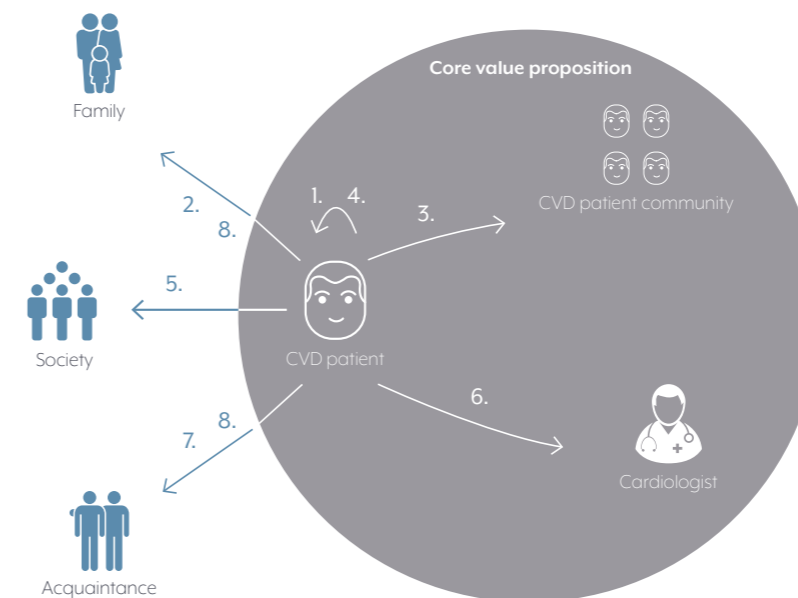 Core value proposition
Family
CVD patient community
1. 4.
3.
2.
8.
5.
Society
CVD patient
6.
8.
7.
Cardiologist
Acquaintance